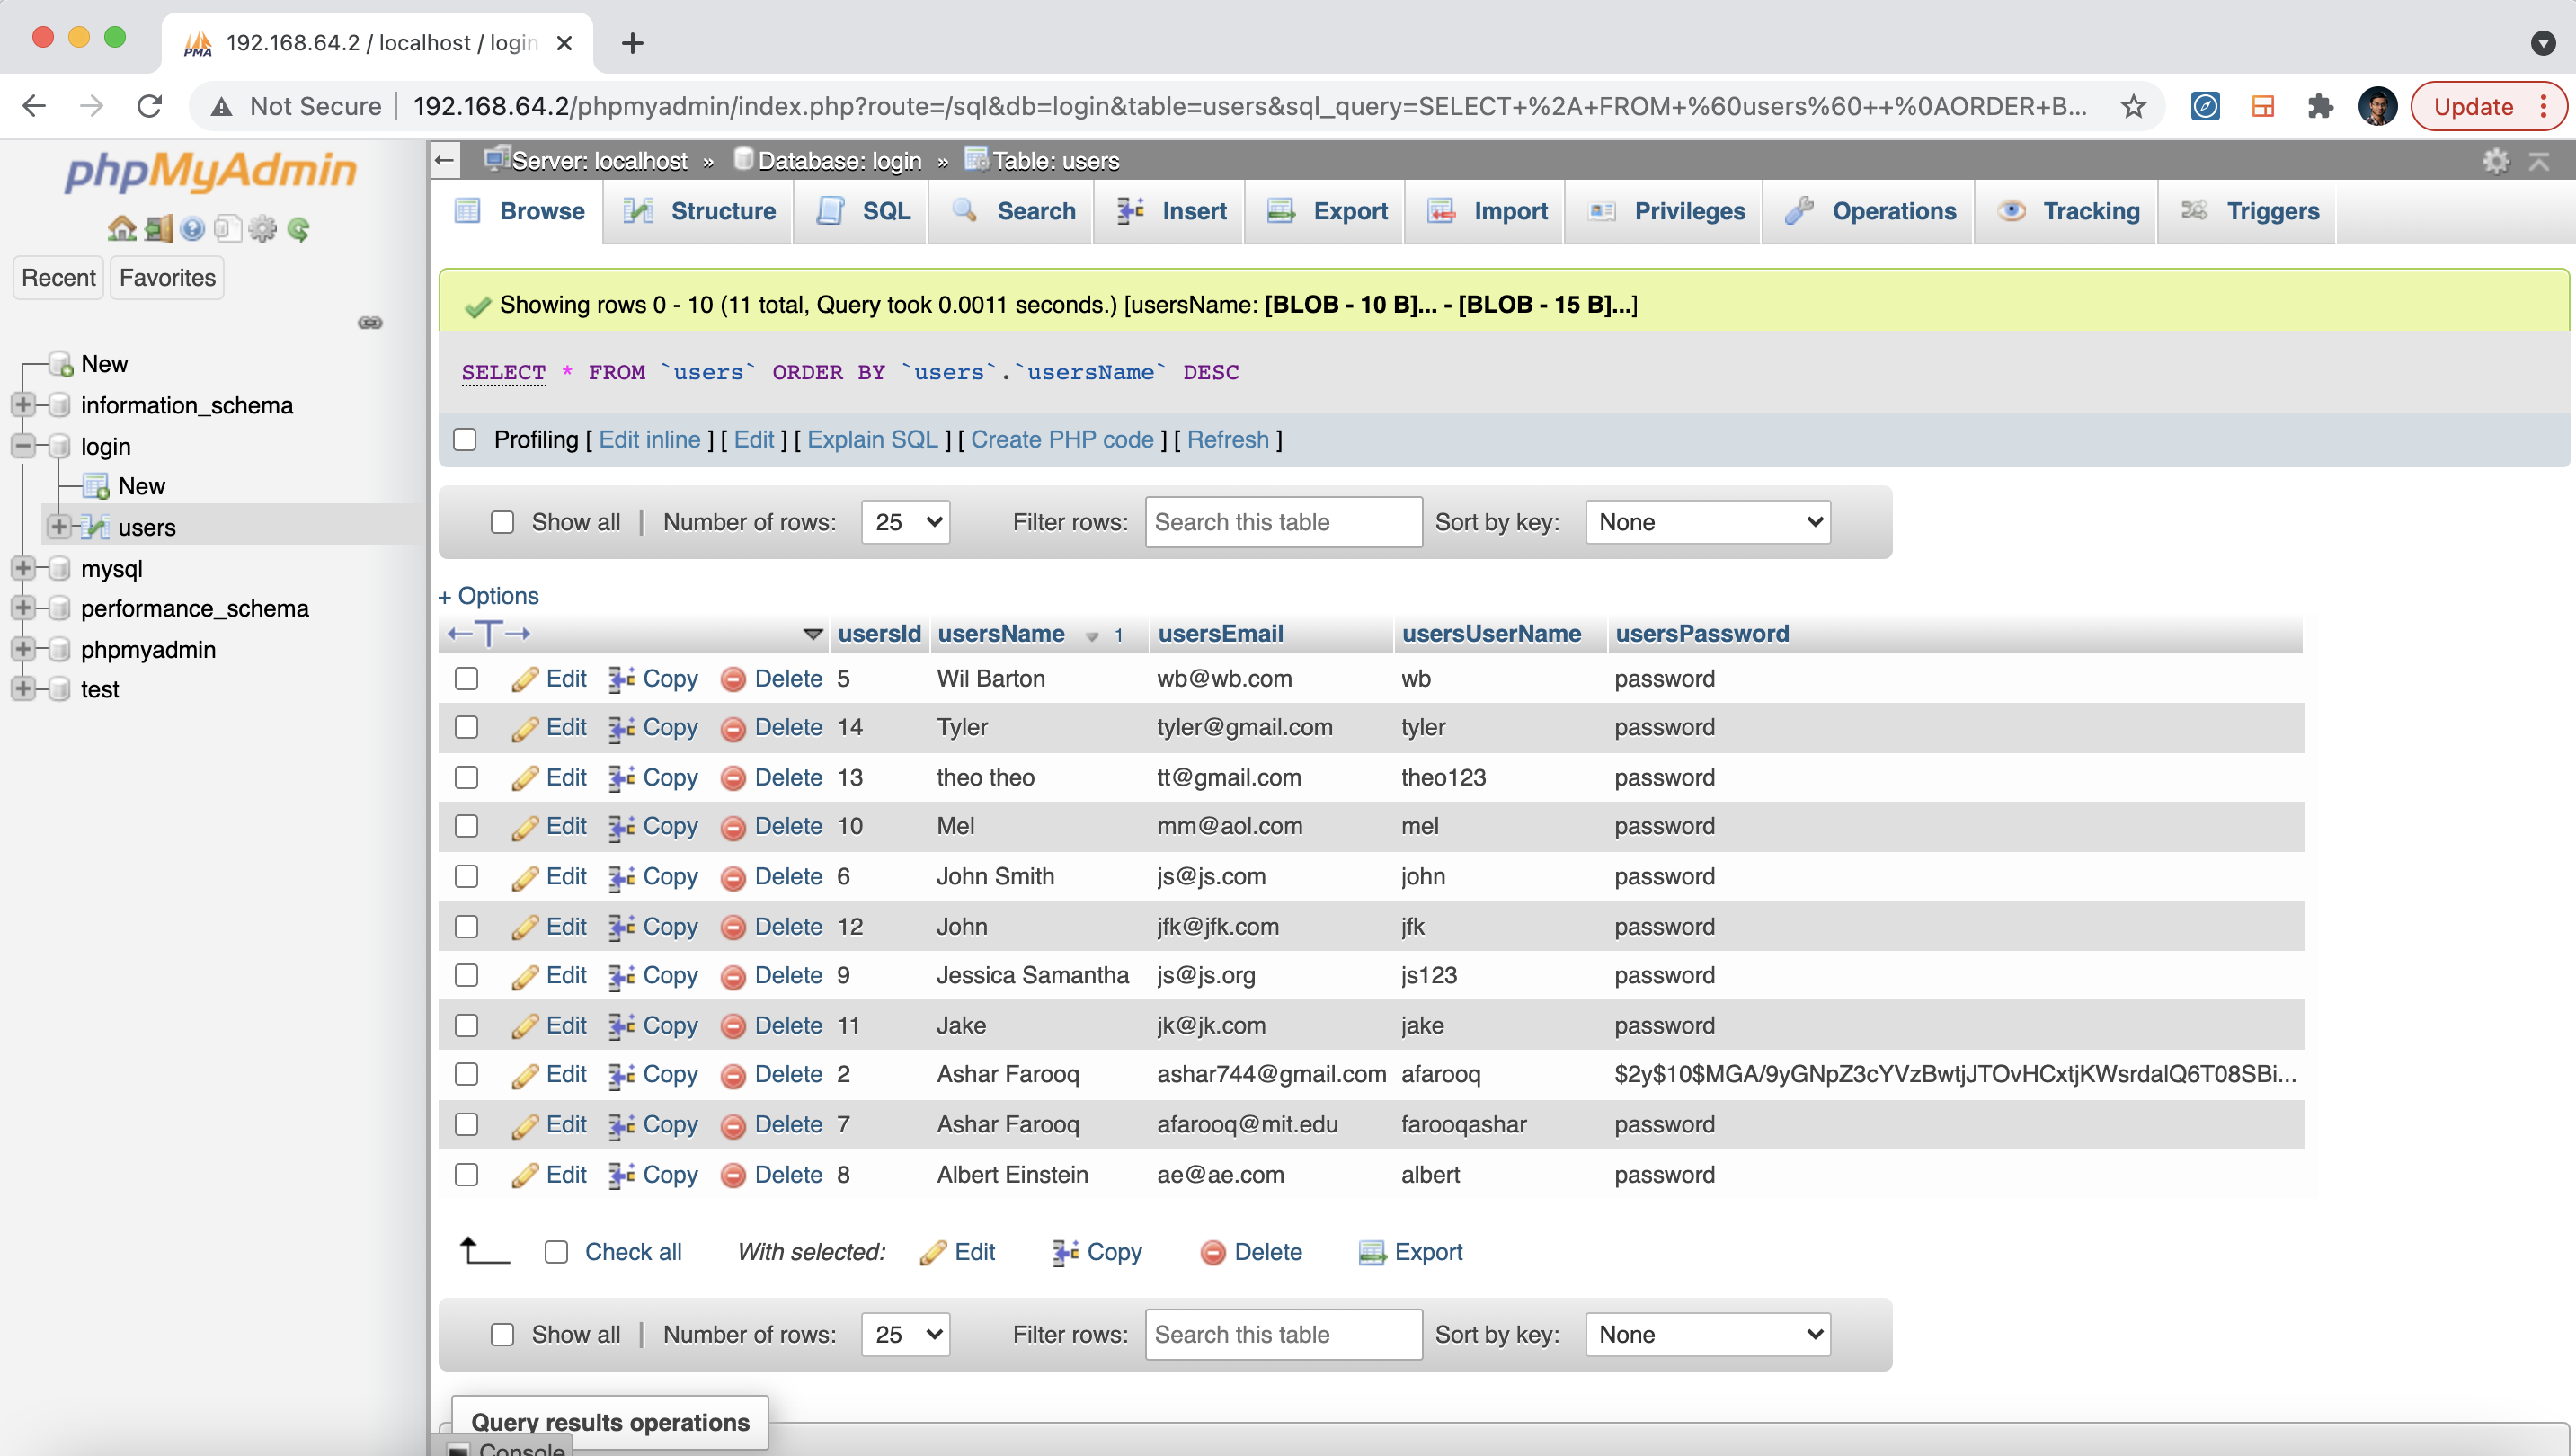 192.168.64.2 / localhost / login
Not Secure 192.168.64.2/phpmyadmin/index.php?route=/sql&db=login&table=users&sql_query=SELECT+%2A+FROM+%60users%60++%0AORDER+B... Update
phpMyAdmin
Recent Favorites
New
information_schema
login
New
users
mysql
performance_schema
phpmyadmin
test
Server: localhost » Database: login » Table: users
Browse Structure SQL Search Insert Export Import Privileges Operations Tracking Triggers
Showing rows 0 - 10 (11 total, Query took 0.0011 seconds.) [usersName: [BLOB - 10 B]... - [BLOB - 15 B]...]
SELECT * FROM `users` ORDER BY `users`.`usersName` DESC
Profiling [ Edit inline ] [ Edit ] [ Explain SQL ] [ Create PHP code ] [ Refresh ]
Show all | Number of rows: 25 Filter rows: Search this table Sort by key: None
+ Options
←T→ usersId usersName 1 usersEmail usersUserName usersPassword
Edit Copy Delete 5 Wil Barton wb@wb.com wb password
Edit Copy Delete 14 Tyler tyler@gmail.com tyler password
Edit Copy Delete 13 theo theo tt@gmail.com theo123 password
Edit Copy Delete 10 Mel mm@aol.com mel password
Edit Copy Delete 6 John Smith js@js.com john password
Edit Copy Delete 12 John jfk@jfk.com jfk password
Edit Copy Delete 9 Jessica Samantha js@js.org js123 password
Edit Copy Delete 11 Jake jk@jk.com jake password
Edit Copy Delete 2 Ashar Farooq ashar744@gmail.com afarooq $2y$10$MGA/9yGNpZ3cYVzBwtjJTOvHCxtjKWsrdalQ6T08SBi...
Edit Copy Delete 7 Ashar Farooq afarooq@mit.edu farooqashar password
Edit Copy Delete 8 Albert Einstein ae@ae.com albert password
Check all With selected: Edit Copy Delete Export
Show all | Number of rows: 25 Filter rows: Search this table Sort by key: None
Query results operations
Console